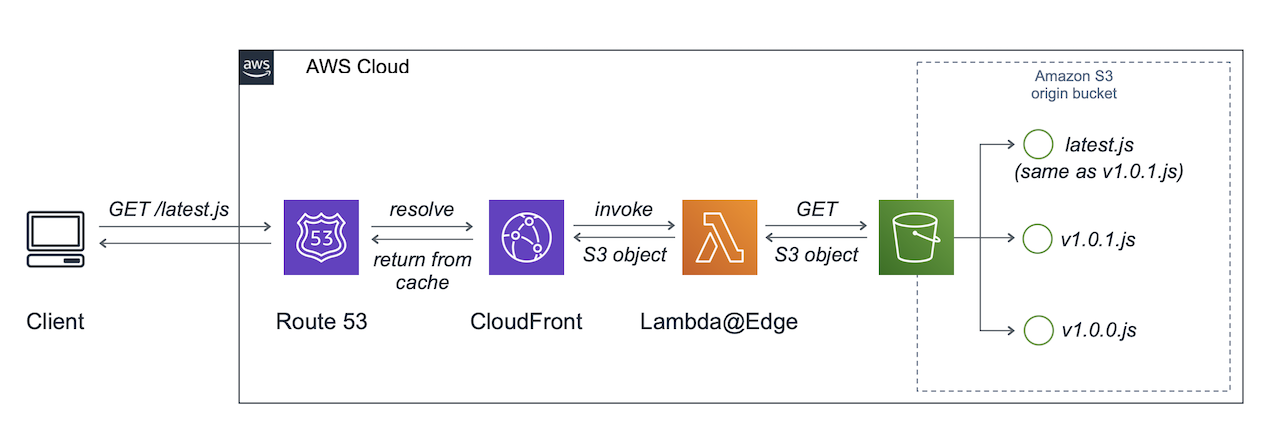 aws
AWS Cloud
Amazon S3
origin bucket
latest.js
(same as v1.0.1.js)
GET /latest.js
resolve
invoke
GET
53
return from
cache
S3 object
S3 object
v1.0.1.js
Client
Route 53
CloudFront
Lambda@Edge
v1.0.0.js